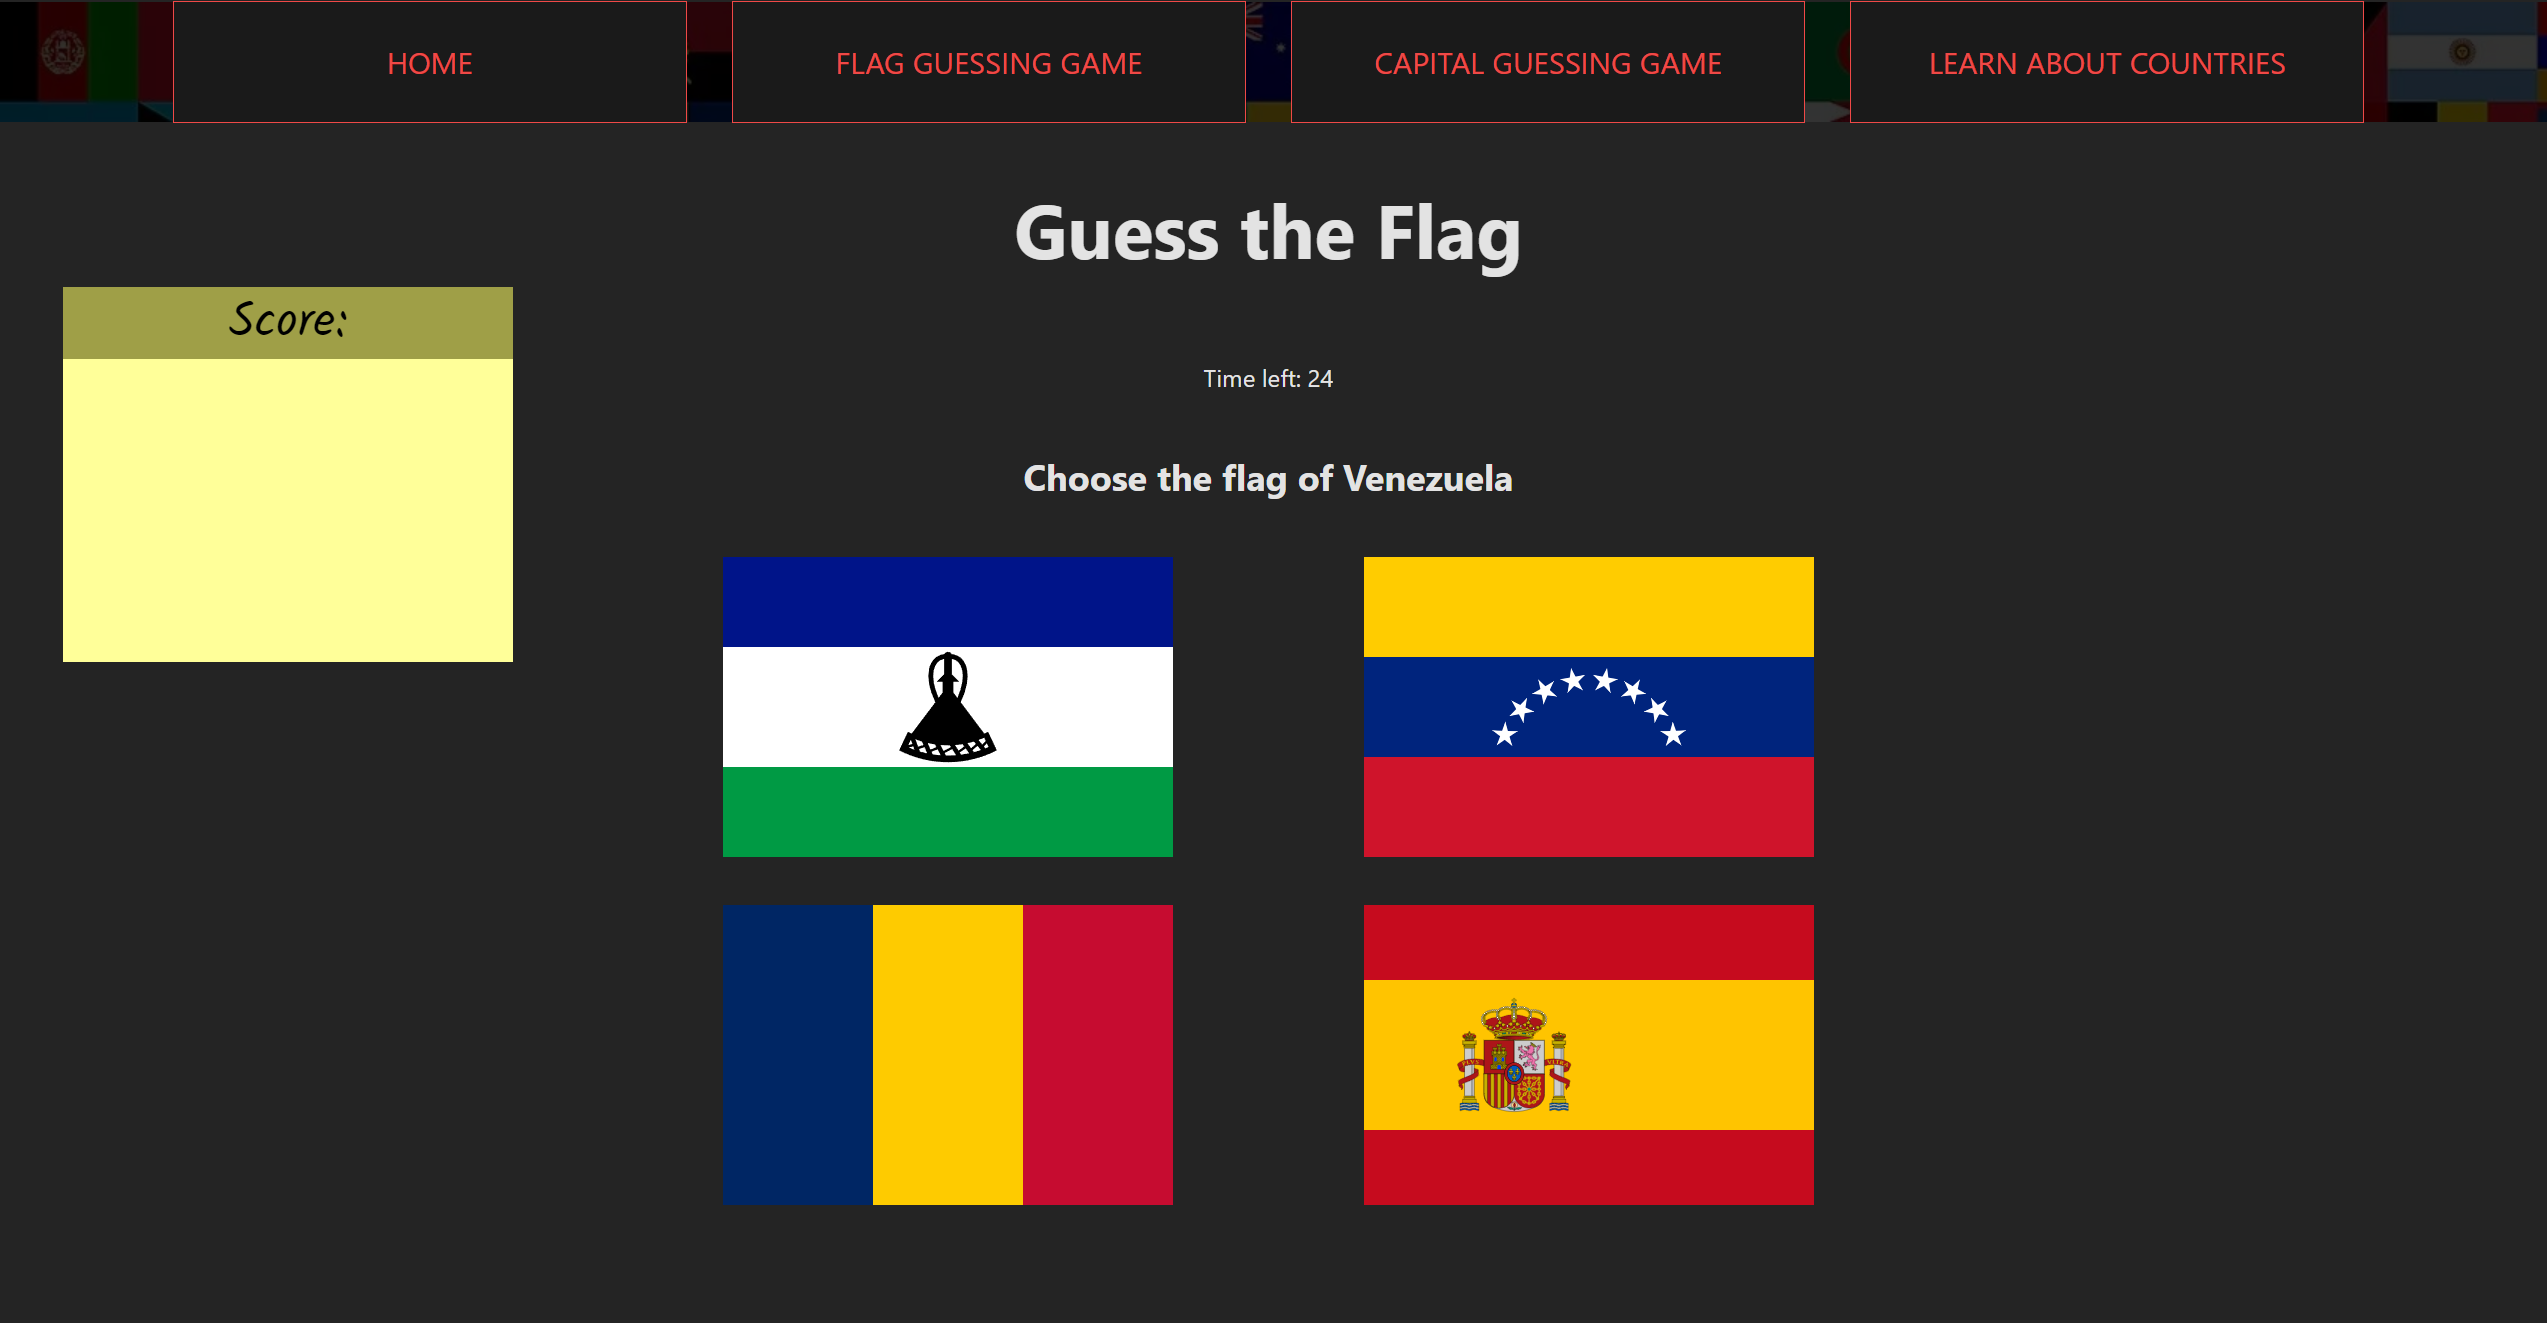 HOME
FLAG GUESSING GAME
CAPITAL GUESSING GAME
LEARN ABOUT COUNTRIES
Guess the Flag
Score:
Time left: 24
Choose the flag of Venezuela